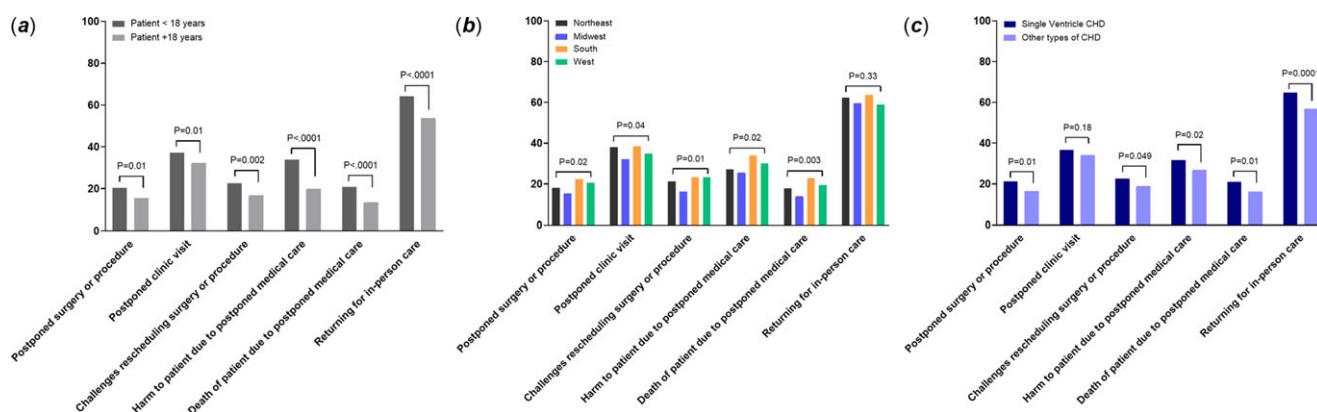 (a)
Patient < 18 years
Patient +18 years
100
80
60
40
20
0
P=0.01
P=0.01
P=0.002
P<.0001
P<.0001
P<.0001
Postponed surgery or procedure
Postponed clinic visit
Challenges rescheduling surgery or procedure
Harm to patient due to postponed medical care
Death of patient due to postponed medical care
Returning for in-person care
(b)
Northeast
Midwest
South
West
100
80
60
40
20
0
P=0.02
P=0.04
P=0.01
P=0.02
P=0.003
P=0.33
Postponed surgery or procedure
Postponed clinic visit
Challenges rescheduling surgery or procedure
Harm to patient due to postponed medical care
Death of patient due to postponed medical care
Returning for in-person care
(c)
Single Ventricle CHD
Other types of CHD
100
80
60
40
20
0
P=0.01
P=0.18
P=0.049
P=0.02
P=0.01
P=0.0001
Postponed surgery or procedure
Postponed clinic visit
Challenges rescheduling surgery or procedure
Harm to patient due to postponed medical care
Death of patient due to postponed medical care
Returning for in-person care